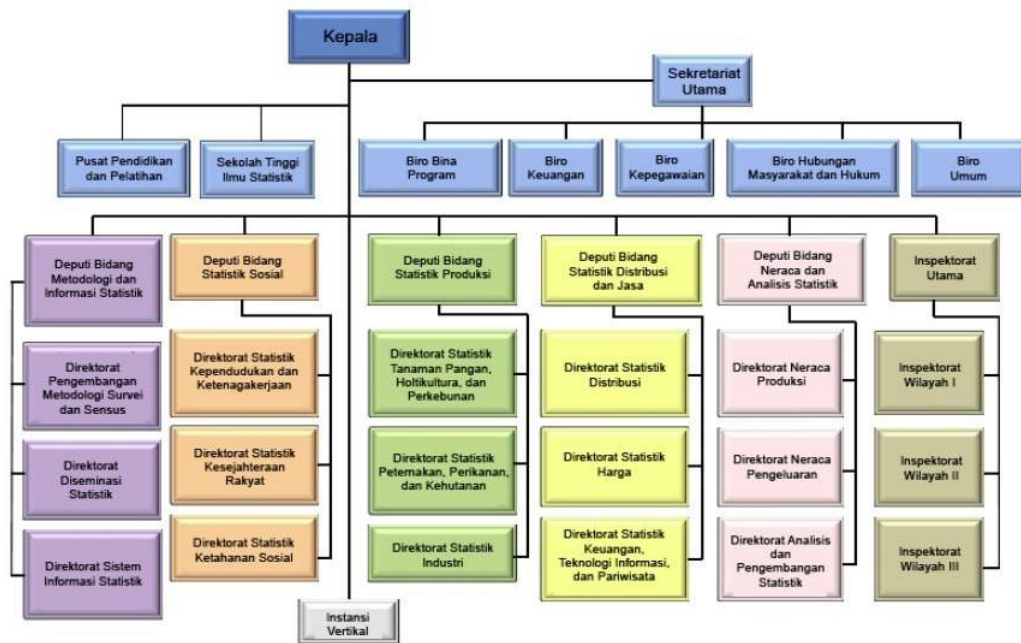 Kepala
Sekretariat
Utama
Pusat Pendidikan
dan Pelatihan
Sekolah Tinggi
Ilmu Statistik
Biro Bina
Program
Biro
Keuangan
Biro
Kepegawaian
Biro Hubungan
Masyarakat dan Hukum
Biro
Umum
Deputi Bidang
Metodologi dan
Informasi Statistik
Direktorat
Pengembangan
Metodologi Survei
dan Sensus
Direktorat
Diseminasi
Statistik
Direktorat Sistem
Informasi Statistik
Deputi Bidang
Statistik Sosial
Direktorat Statistik
Kependudukan dan
Ketenagakerjaan
Direktorat Statistik
Kesejahteraan
Rakyat
Direktorat Statistik
Ketahanan Sosial
Deputi Bidang
Statistik Produksi
Direktorat Statistik
Tanaman Pangan,
Holtikultura, dan
Perkebunan
Direktorat Statistik
Peternakan, Perikanan,
dan Kehutanan
Direktorat Statistik
Industri
Deputi Bidang
Statistik Distribusi
dan Jasa
Direktorat Statistik
Distribusi
Direktorat Statistik
Harga
Direktorat Statistik
Keuangan,
Teknologi Informasi,
dan Pariwisata
Deputi Bidang
Neraca dan
Analisis Statistik
Direktorat Neraca
Produksi
Direktorat Neraca
Pengeluaran
Direktorat Analisis dan
Pengembangan
Statistik
Inspektorat
Utama
Inspektorat
Wilayah I
Inspektorat
Wilayah II
Inspektorat
Wilayah III
Instansi
Vertikal